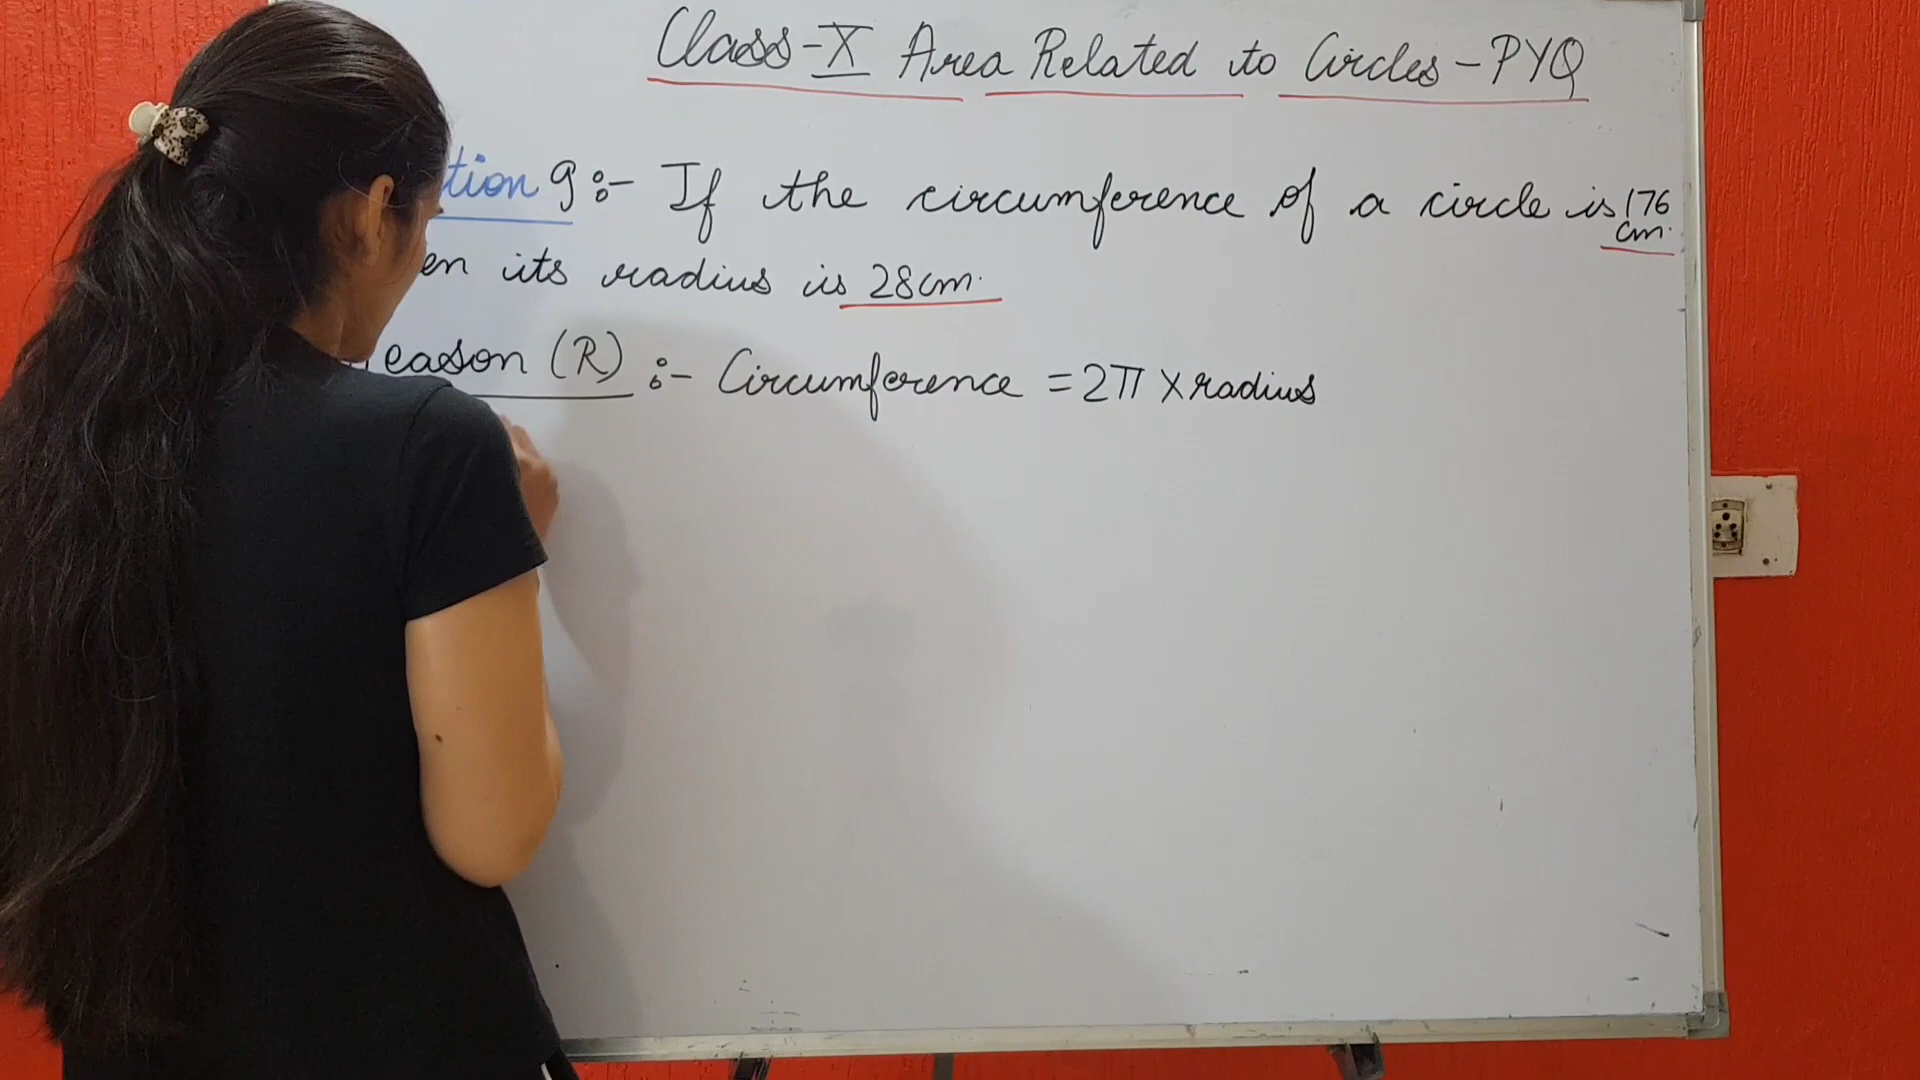 Class-X Area Related to Circles - PYQ
tion 9:- If the circumference of a circle is 176 cm.
en its radius is 28cm.
eason (R) :- Circumference = 2π x radius